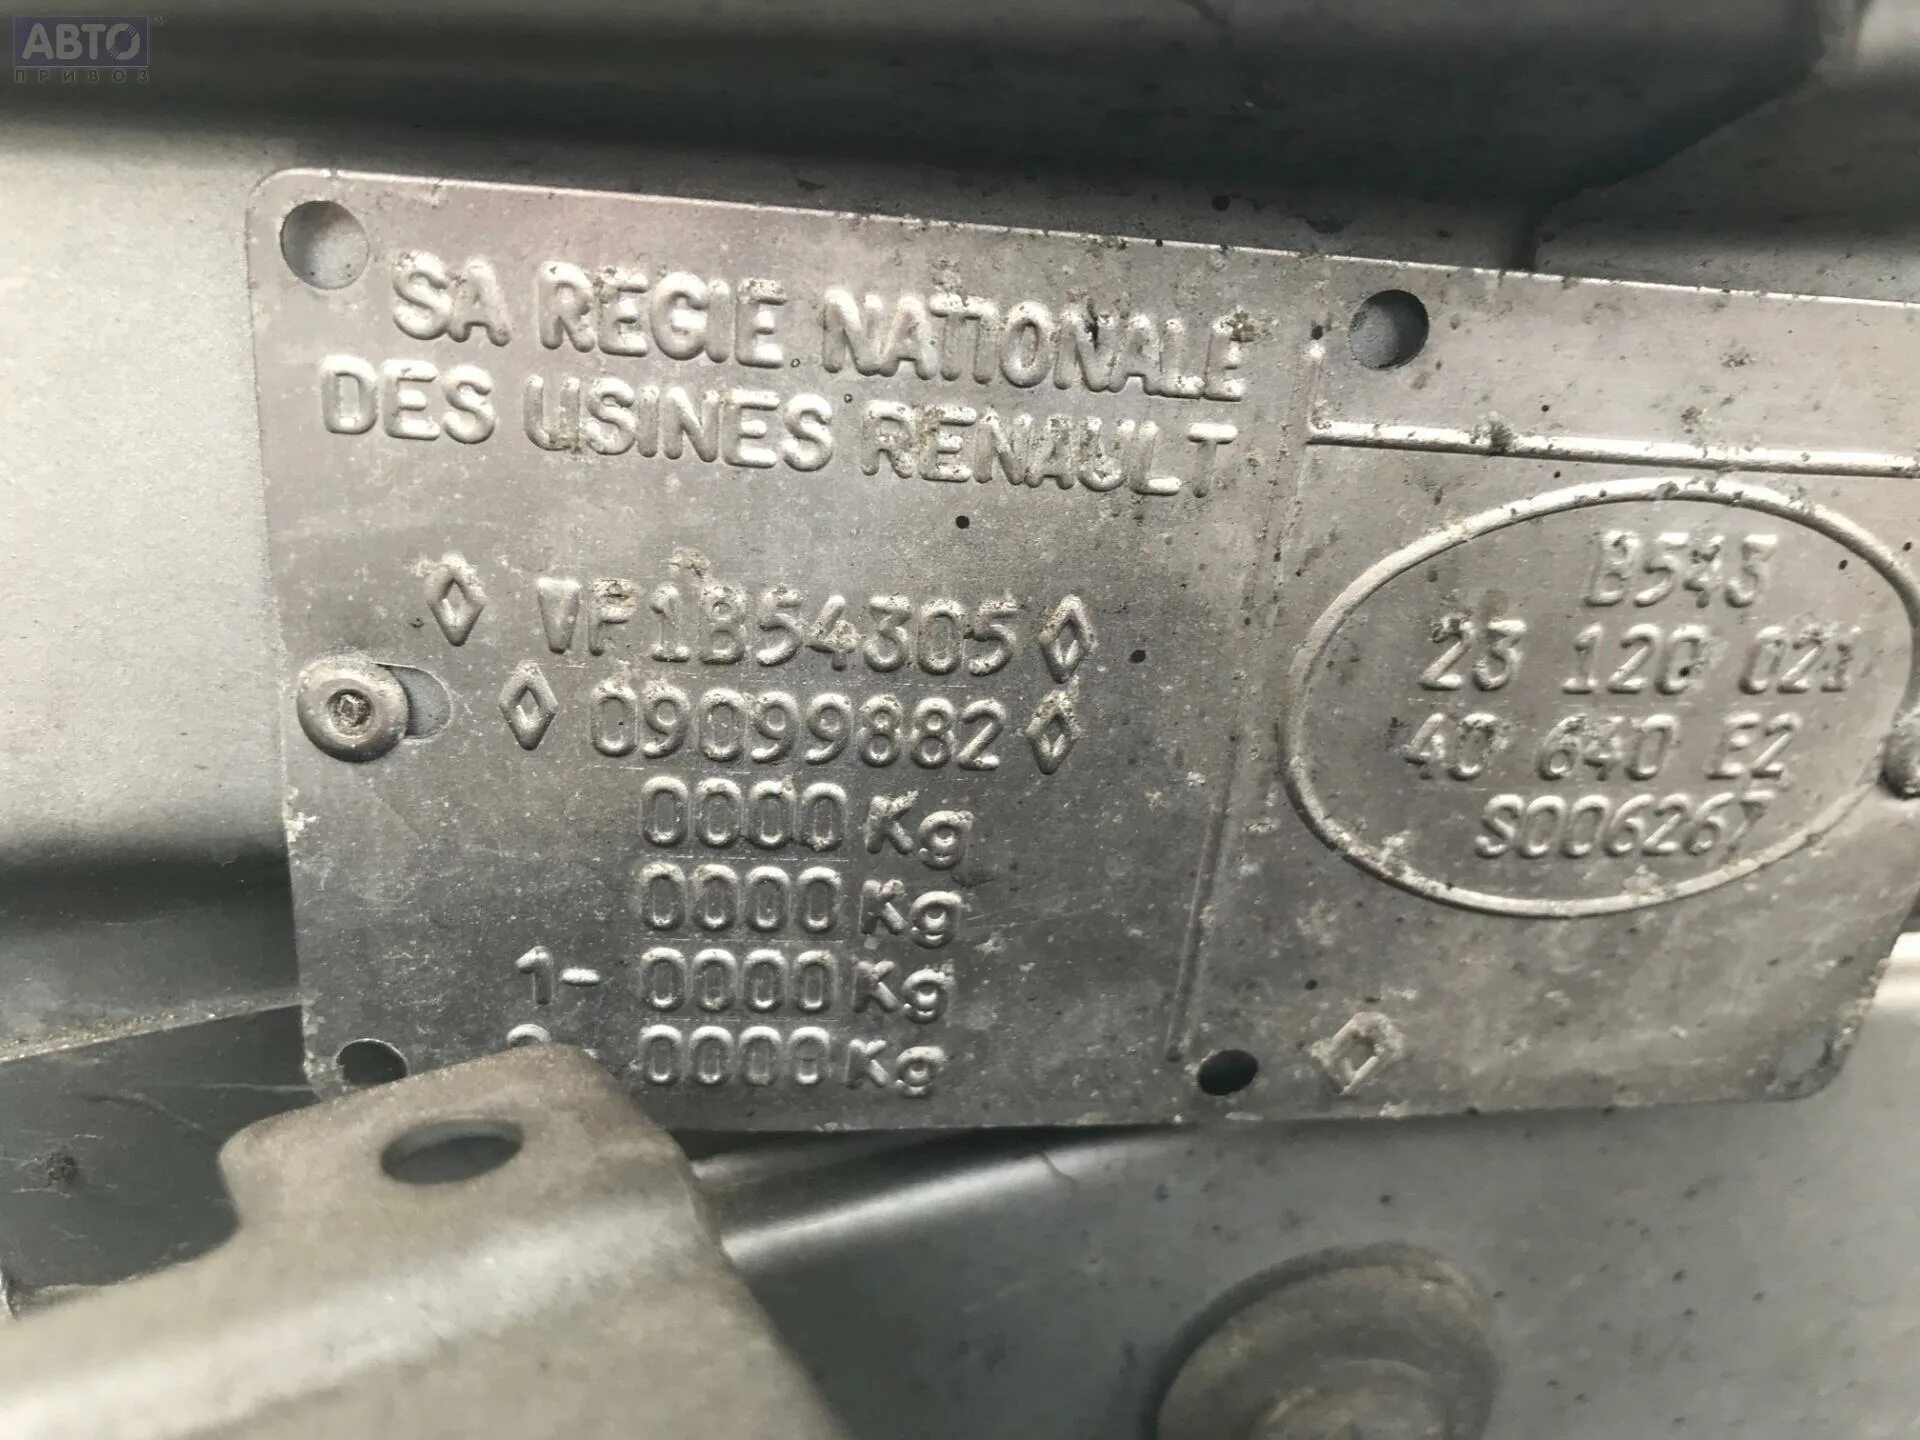 АВТО
ПРИВОЗ
SA REGIE NATIONALE
DES USINES RENAULT
VF1B54305
09099882
0000 Kg
0000 Kg
1- 0000 Kg
2- 0000 Kg
B543
23 120 021
40 640 E2
S006267